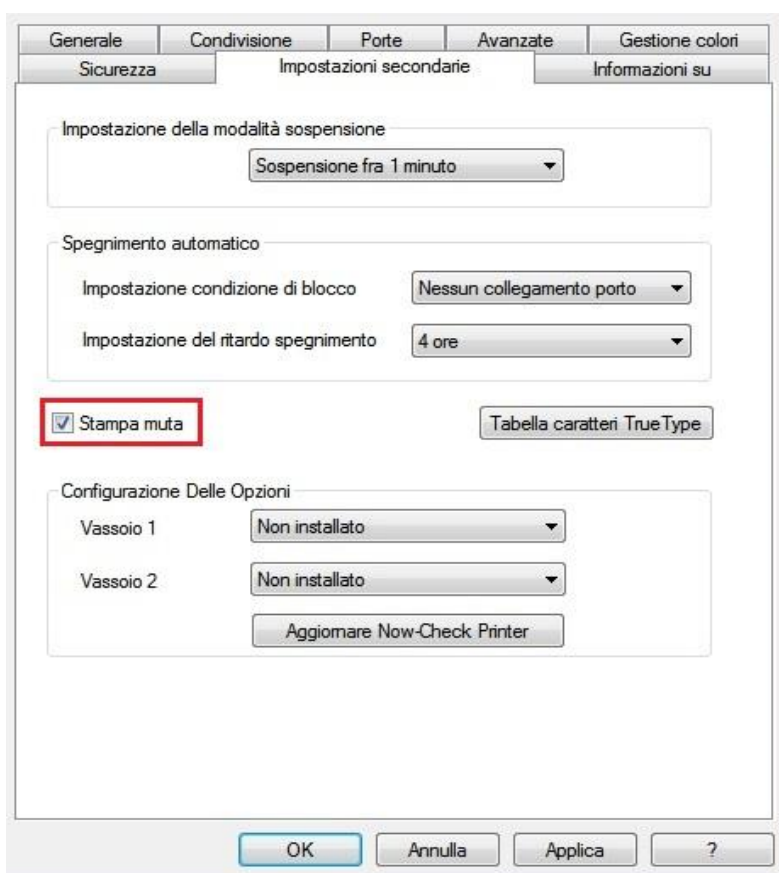 Generale Condivisione Porte Avanzate Gestione colori
Sicurezza Impostazioni secondarie Informazioni su
Impostazione della modalità sospensione
Sospensione fra 1 minuto
Spegnimento automatico
Impostazione condizione di blocco Nessun collegamento porto
Impostazione del ritardo spegnimento 4 ore
Stampa muta Tabella caratteri TrueType
Configurazione Delle Opzioni
Vassoio 1 Non installato
Vassoio 2 Non installato
Aggiornare Now-Check Printer
OK Annulla Applica ?